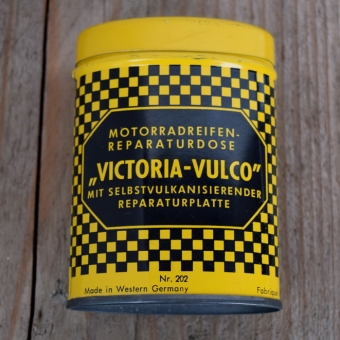 MOTORRADREIFEN-
REPARATURDOSE
„VICTORIA-VULCO”
MIT SELBSTVULKANISIERENDER
REPARATURPLATTE
Nr. 202
Made in Western Germany